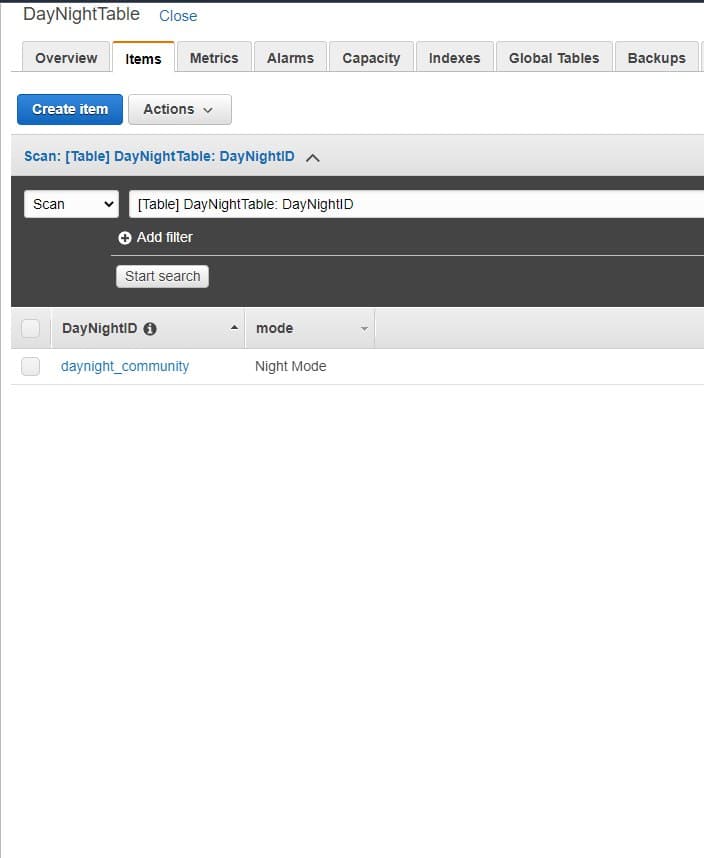 DayNightTable Close
Overview Items Metrics Alarms Capacity Indexes Global Tables Backups
Create item Actions
Scan: [Table] DayNightTable: DayNightID
Scan [Table] DayNightTable: DayNightID
Add filter
Start search
DayNightID mode
daynight_community Night Mode